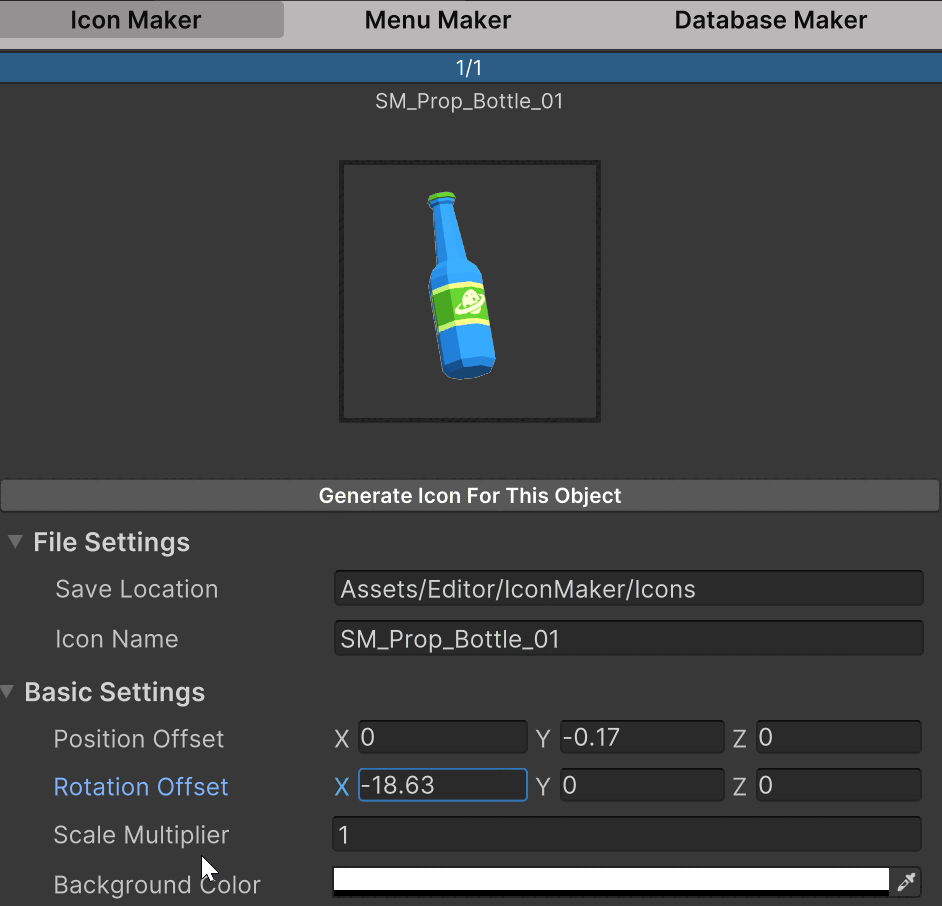 Icon Maker Menu Maker Database Maker
1/1
SM_Prop_Bottle_01
Generate Icon For This Object
File Settings
Save Location Assets/Editor/IconMaker/Icons
Icon Name SM_Prop_Bottle_01
Basic Settings
Position Offset X 0 Y -0.17 Z 0
Rotation Offset X -18.63 Y 0 Z 0
Scale Multiplier 1
Background Color